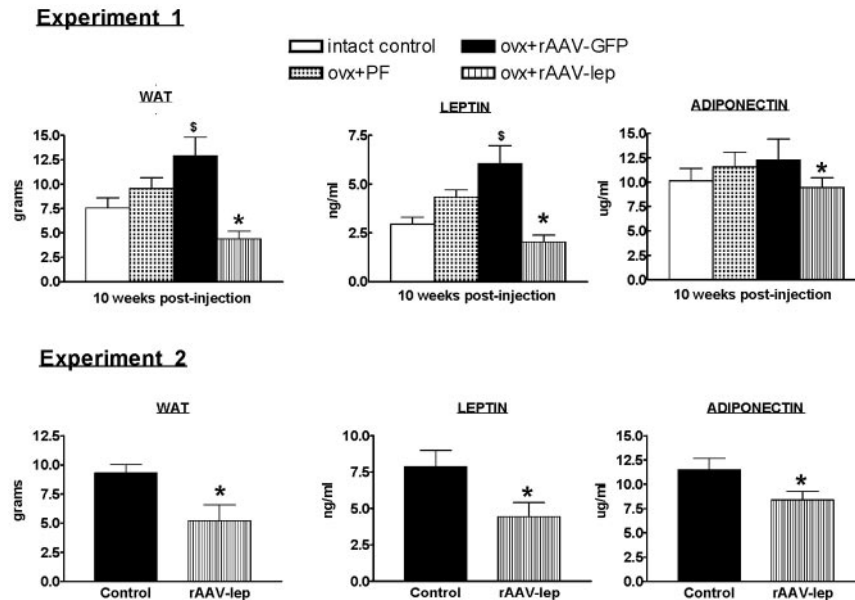 Experiment 1
intact control
ovx+rAAV-GFP
ovx+PF
ovx+rAAV-lep
WAT
grams
15.0
12.5
10.0
7.5
5.0
2.5
0.0
$
*
10 weeks post-injection
LEPTIN
ng/ml
7.5
5.0
2.5
0.0
$
*
10 weeks post-injection
ADIPONECTIN
ug/ml
15.0
12.5
10.0
7.5
5.0
2.5
0.0
*
10 weeks post-injection
Experiment 2
WAT
grams
12.5
10.0
7.5
5.0
2.5
0.0
*
Control rAAV-lep
LEPTIN
ng/ml
10.0
7.5
5.0
2.5
0.0
*
Control rAAV-lep
ADIPONECTIN
ug/ml
15.0
12.5
10.0
7.5
5.0
2.5
0.0
*
Control rAAV-lep